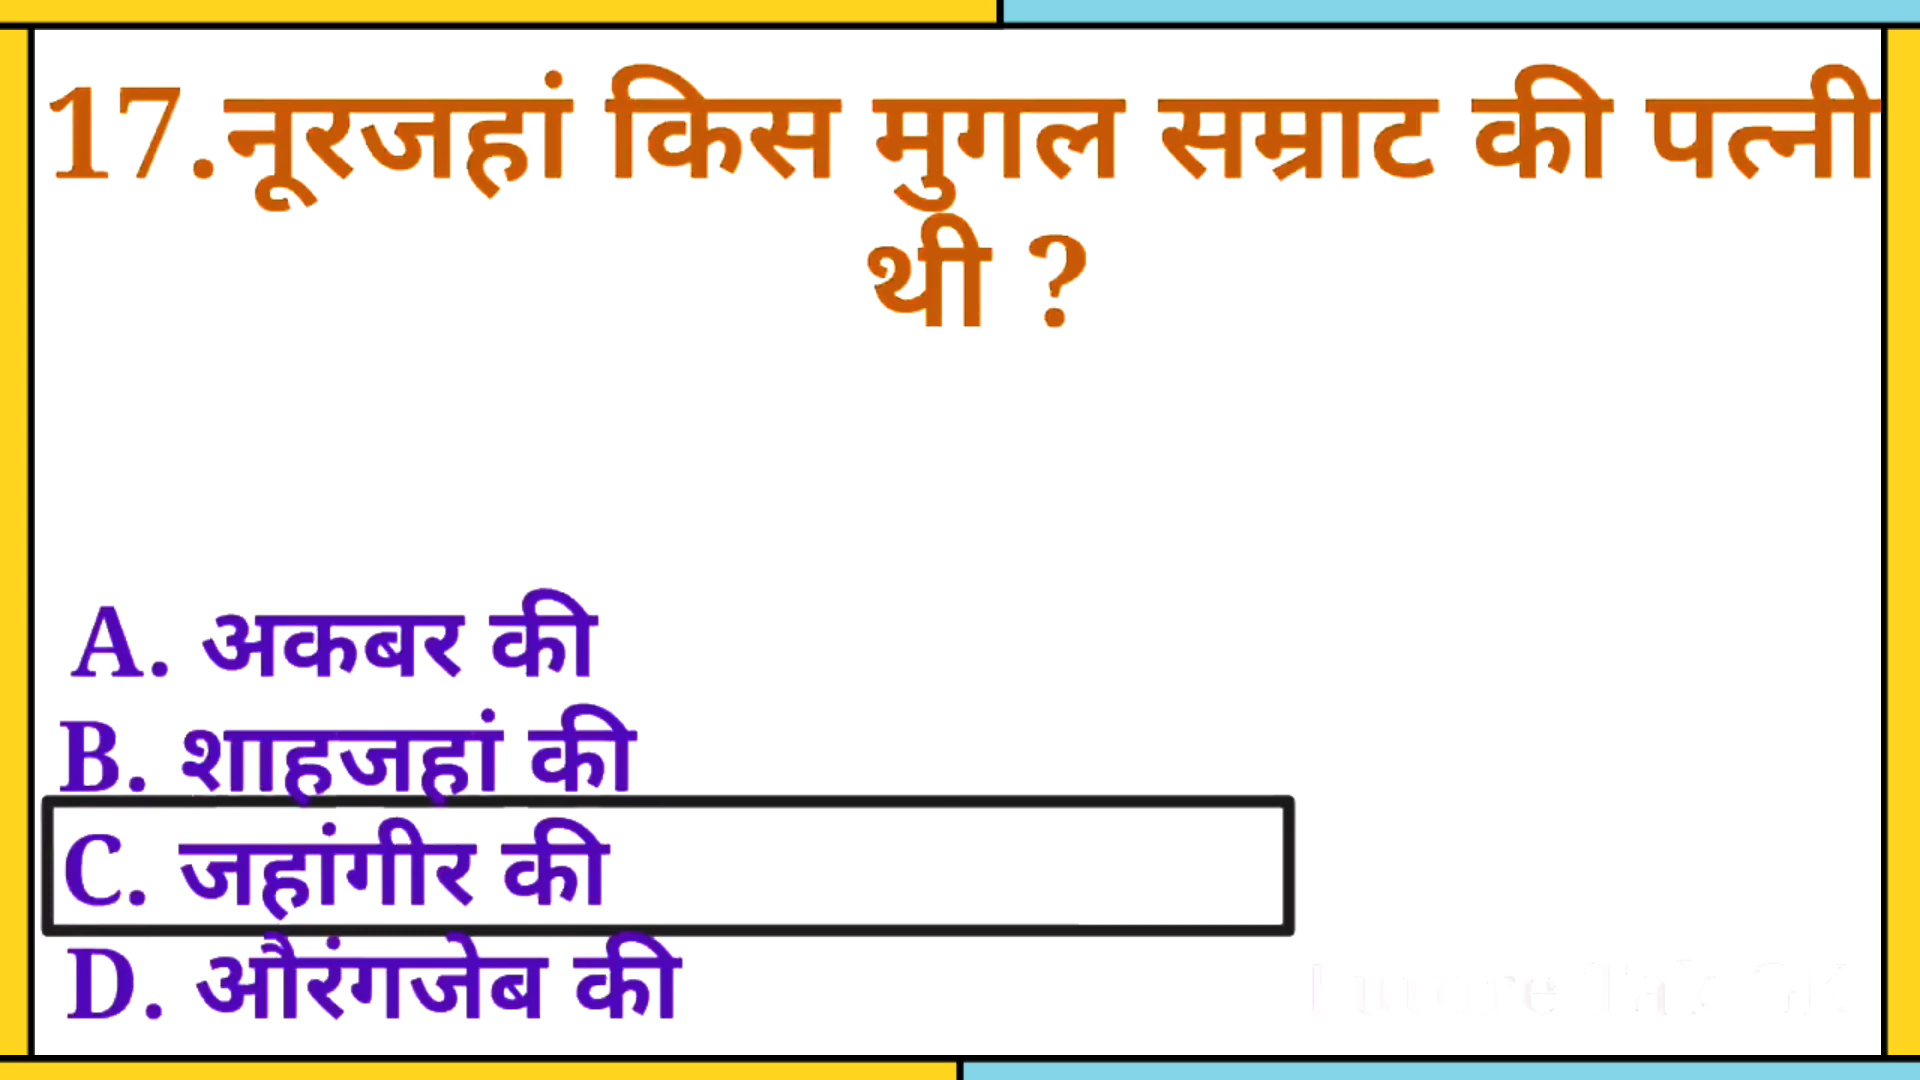 17.नूरजहां किस मुगल सम्राट की पत्नी
थी ?
A. अकबर की
B. शाहजहां की
C. जहांगीर की
D. औरंगजेब की